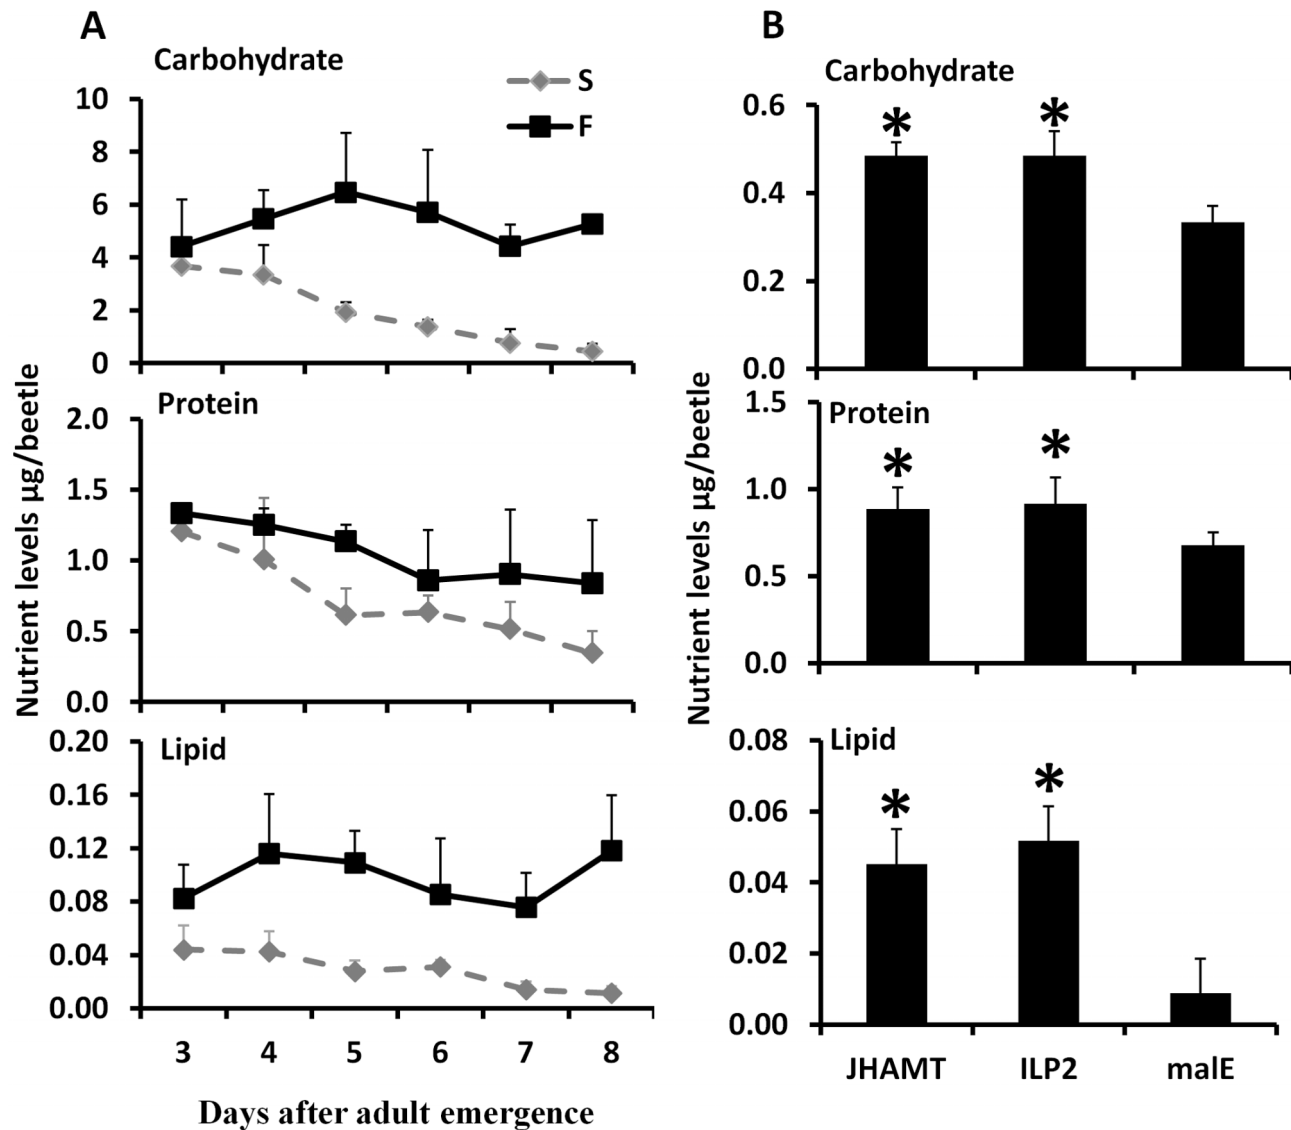 A
Carbohydrate
S
F
10
8
6
4
2
0
Protein
2.0
1.5
1.0
0.5
0.0
Lipid
0.20
0.16
0.12
0.08
0.04
0.00
3 4 5 6 7 8
Nutrient levels µg/beetle
Days after adult emergence
B
Carbohydrate
0.6
* *
0.4
0.2
0.0
Protein
1.5
* *
1.0
0.5
0.0
Lipid
0.08
* *
0.06
0.04
0.02
0.00
JHAMT ILP2 malE
Nutrient levels µg/beetle